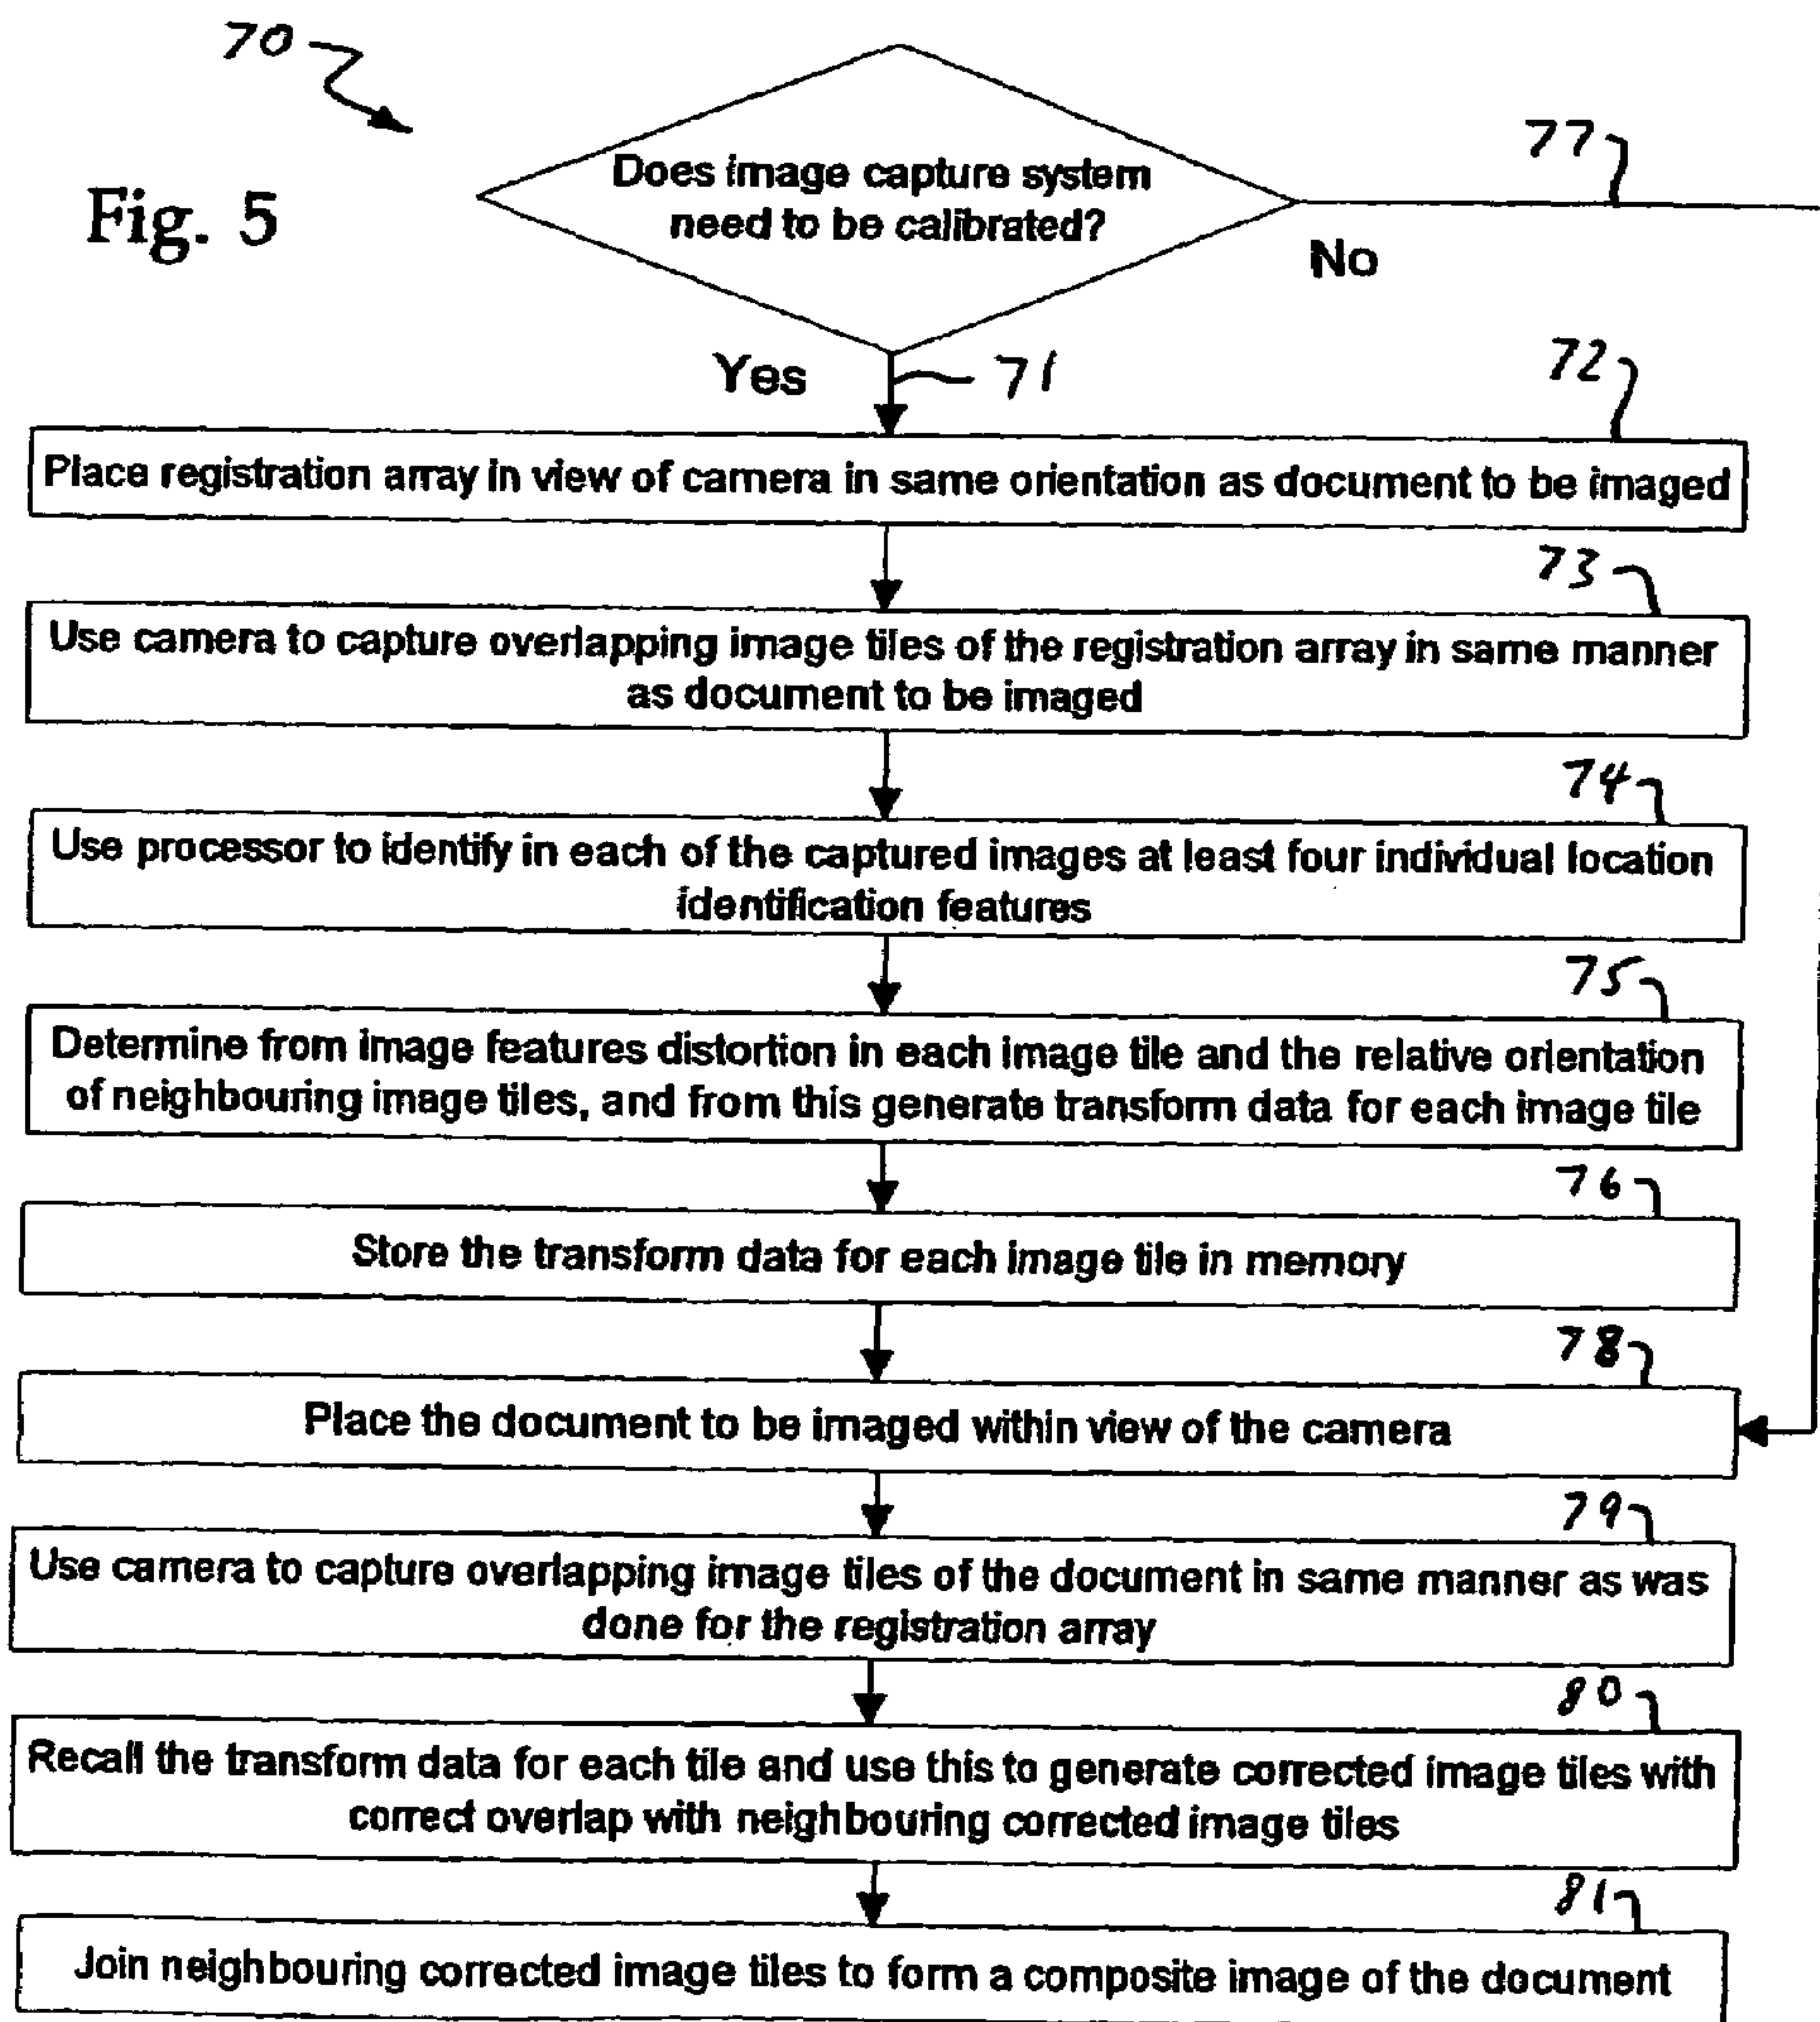 70
Fig. 5
Does image capture system
need to be calibrated?
77
No
Yes
71
72
Place registration array in view of camera in same orientation as document to be imaged
73
Use camera to capture overlapping image tiles of the registration array in same manner
as document to be imaged
74
Use processor to identify in each of the captured images at least four individual location
identification features
75
Determine from image features distortion in each image tile and the relative orientation
of neighbouring image tiles, and from this generate transform data for each image tile
76
Store the transform data for each image tile in memory
78
Place the document to be imaged within view of the camera
79
Use camera to capture overlapping image tiles of the document in same manner as was
done for the registration array
80
Recall the transform data for each tile and use this to generate corrected image tiles with
correct overlap with neighbouring corrected image tiles
81
Join neighbouring corrected image tiles to form a composite image of the document